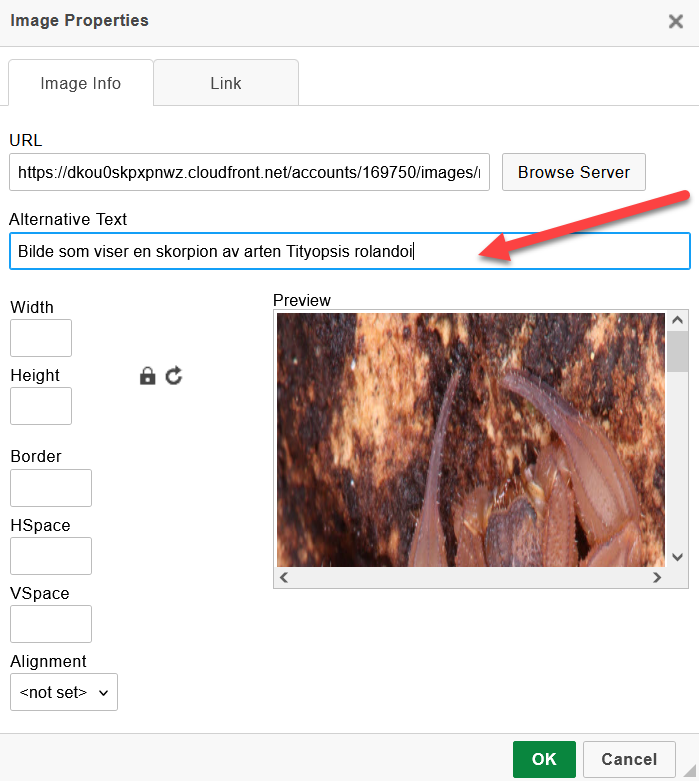 Image Properties
Image Info
Link
URL
https://dkou0skpxpnwz.cloudfront.net/accounts/169750/images/
Browse Server
Alternative Text
Bilde som viser en skorpion av arten Tityopsis rolandoi
Width
Preview
Height
Border
HSpace
VSpace
Alignment
<not set>
OK
Cancel